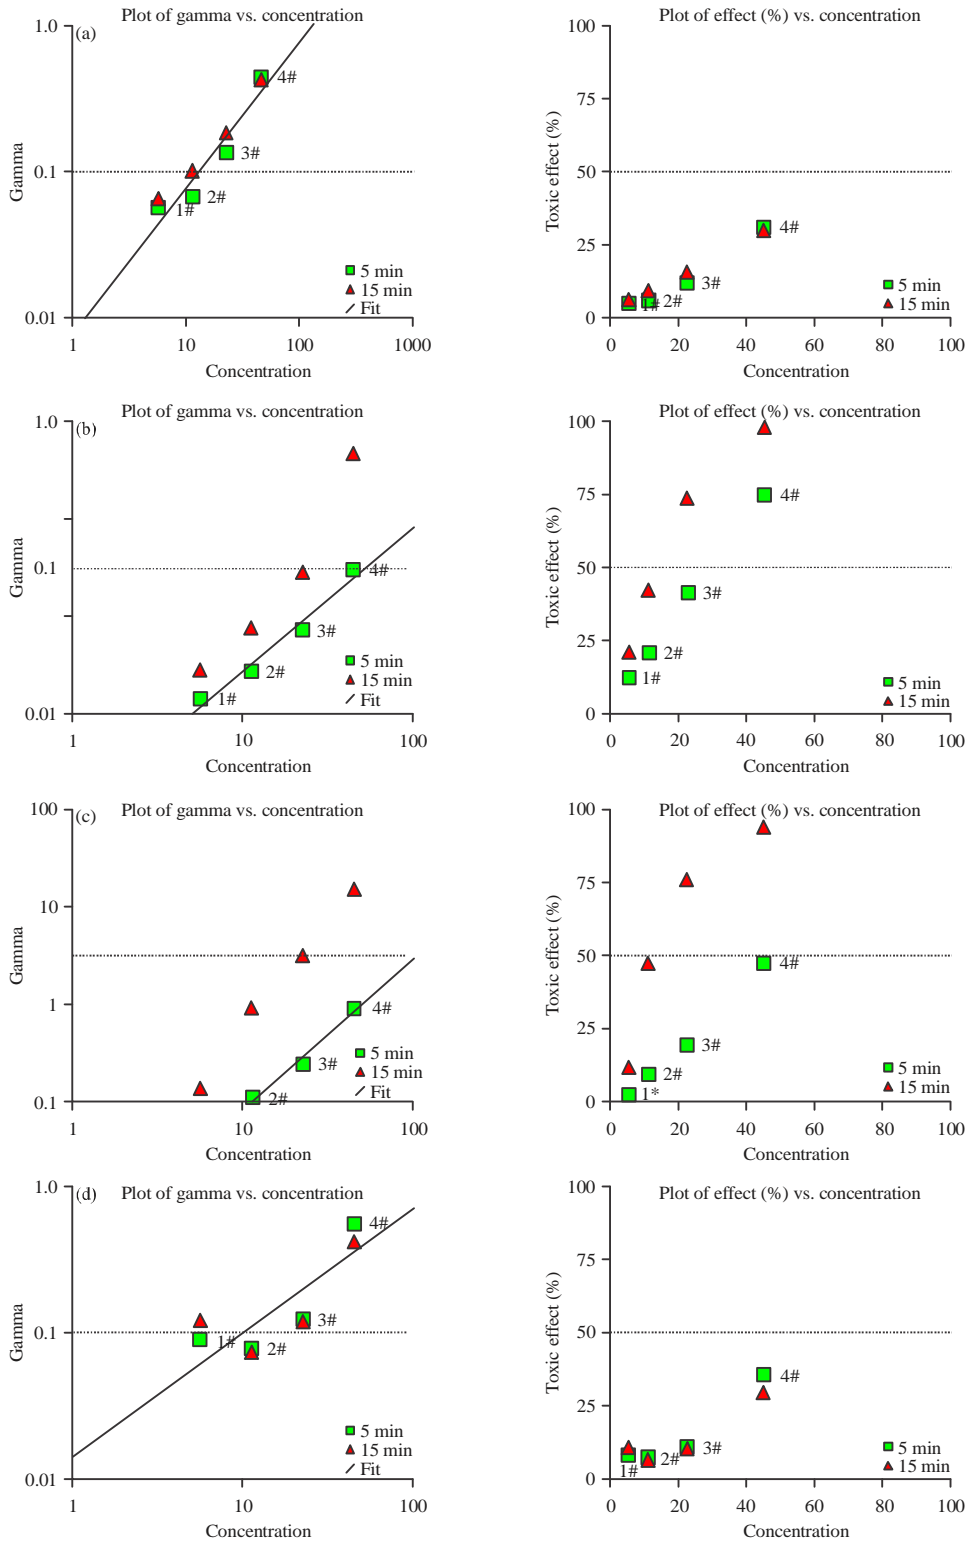 Plot of gamma vs. concentration
1.0
(a)
4#
3#
0.1
2#
1#
Gamma
5 min
15 min
Fit
0.01
1 10 100 1000
Concentration
Plot of effect (%) vs. concentration
100
75
50
25
0
Toxic effect (%)
4#
3#
2#
1#
5 min
15 min
0 20 40 60 80 100
Concentration
Plot of gamma vs. concentration
1.0
(b)
0.1
4#
3#
2#
1#
Gamma
5 min
15 min
Fit
0.01
1 10 100
Concentration
Plot of effect (%) vs. concentration
100
75
50
25
0
Toxic effect (%)
4#
3#
2#
1#
5 min
15 min
0 20 40 60 80 100
Concentration
Plot of gamma vs. concentration
100
(c)
10
1
0.1
Gamma
4#
3#
2#
5 min
15 min
Fit
1 10 100
Concentration
Plot of effect (%) vs. concentration
100
75
50
25
0
Toxic effect (%)
4#
3#
2#
1*
5 min
15 min
0 20 40 60 80 100
Concentration
Plot of gamma vs. concentration
1.0
(d)
4#
3#
0.1
1#
2#
Gamma
5 min
15 min
Fit
0.01
1 10 100
Concentration
Plot of effect (%) vs. concentration
100
75
50
25
0
Toxic effect (%)
4#
3#
2#
1#
5 min
15 min
0 20 40 60 80 100
Concentration